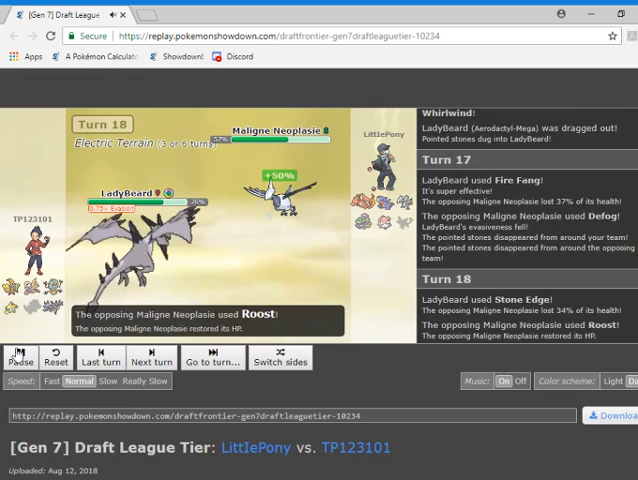 [Gen 7] Draft League
Secure
https://replay.pokemonshowdown.com/draftfrontier-gen7draftleaguetier-10234
Apps
A Pokémon Calculato
Showdown!
Discord
Turn 18
Electric Terrain (3 or 6 turns)
Maligne Neoplasie
57%
+50%
LadyBeard
76%
0.75× Evasion
TP123101
LittlePony
The opposing Maligne Neoplasie used Roost!
The opposing Maligne Neoplasie restored its HP.
Whirlwind!
LadyBeard (Aerodactyl-Mega) was dragged out!
Pointed stones dug into LadyBeard!
Turn 17
LadyBeard used Fire Fang!
It's super effective!
The opposing Maligne Neoplasie lost 37% of its health!
The opposing Maligne Neoplasie used Defog!
LadyBeard's evasiveness fell!
The pointed stones disappeared from around your team!
The pointed stones disappeared from around the opposing
team!
Turn 18
LadyBeard used Stone Edge!
The opposing Maligne Neoplasie lost 34% of its health!
The opposing Maligne Neoplasie used Roost!
The opposing Maligne Neoplasie restored its HP.
Pause
Reset
Last turn
Next turn
Go to turn...
Switch sides
Speed: Fast Normal Slow Really Slow
Music: On Off
Color scheme: Light Da
http://replay.pokemonshowdown.com/draftfrontier-gen7draftleaguetier-10234
Downloa
[Gen 7] Draft League Tier: LittlePony vs. TP123101
Uploaded: Aug 12, 2018